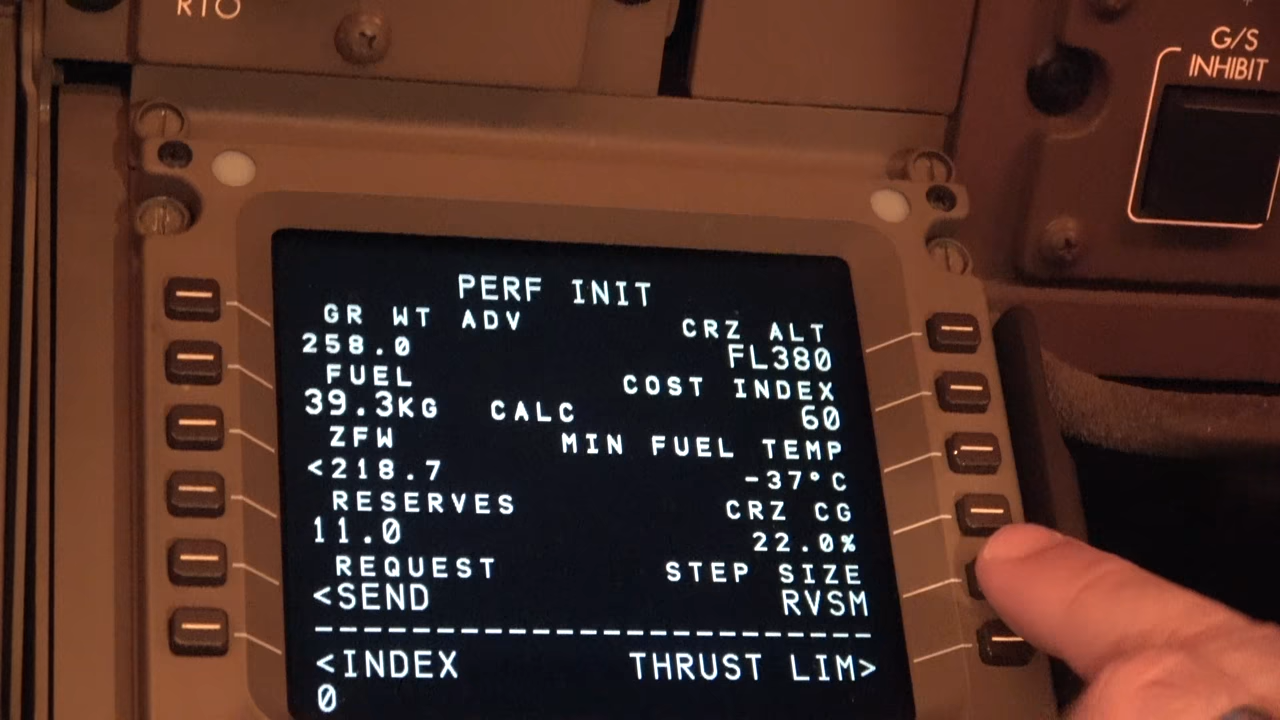 RTO
G/S
INHIBIT
PERF INIT
GR WT ADV CRZ ALT
258.0 FL380
FUEL COST INDEX
39.3KG CALC 60
ZFW MIN FUEL TEMP
<218.7 -37°C
RESERVES CRZ CG
11.0 22.0%
REQUEST STEP SIZE
<SEND RVSM
--------------------------------
<INDEX THRUST LIM>
0